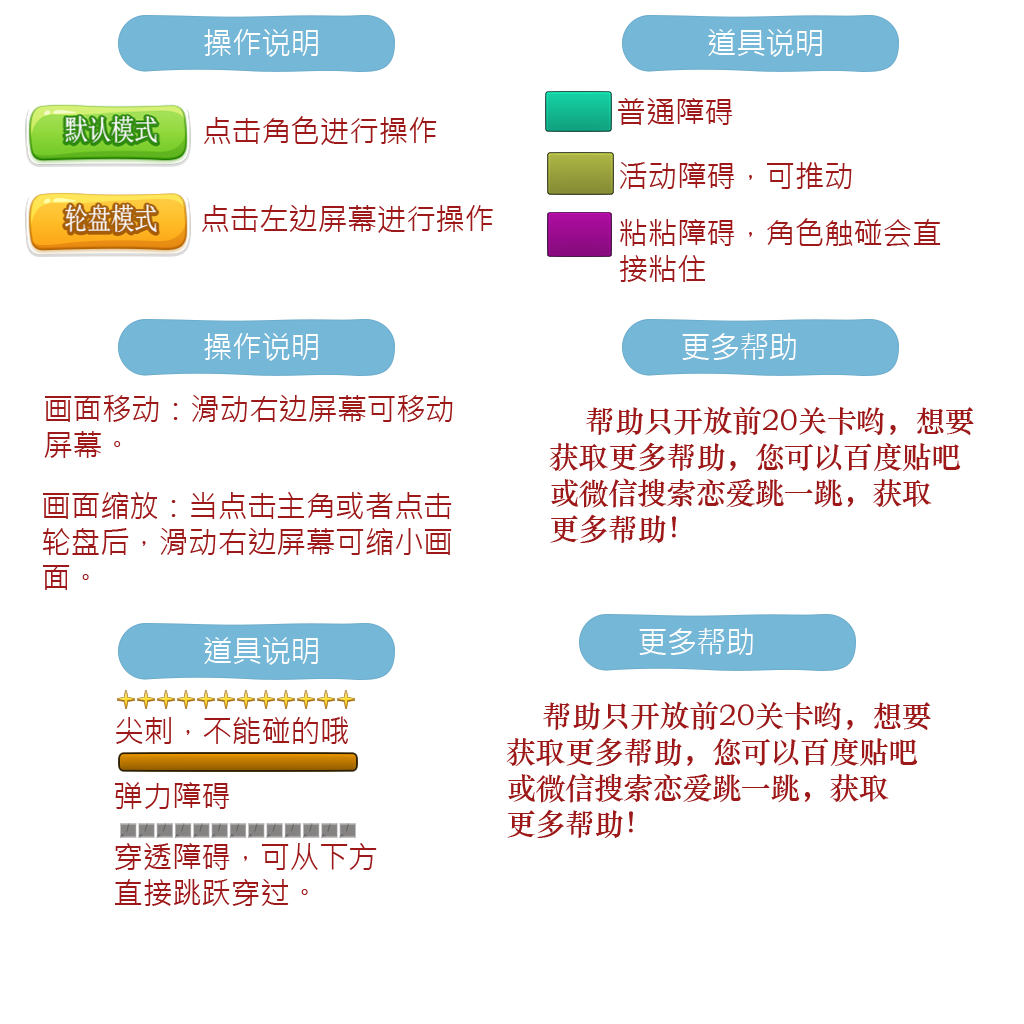 操作说明
默认模式
点击角色进行操作
轮盘模式
点击左边屏幕进行操作
道具说明
普通障碍
活动障碍，可推动
粘粘障碍，角色触碰会直
接粘住
操作说明
画面移动：滑动右边屏幕可移动
屏幕。
画面缩放：当点击主角或者点击
轮盘后，滑动右边屏幕可缩小画
面。
更多帮助
帮助只开放前20关卡哟，想要
获取更多帮助，您可以百度贴吧
或微信搜索恋爱跳一跳，获取
更多帮助！
道具说明
尖刺，不能碰的哦
弹力障碍
穿透障碍，可从下方
直接跳跃穿过。
更多帮助
帮助只开放前20关卡哟，想要
获取更多帮助，您可以百度贴吧
或微信搜索恋爱跳一跳，获取
更多帮助！